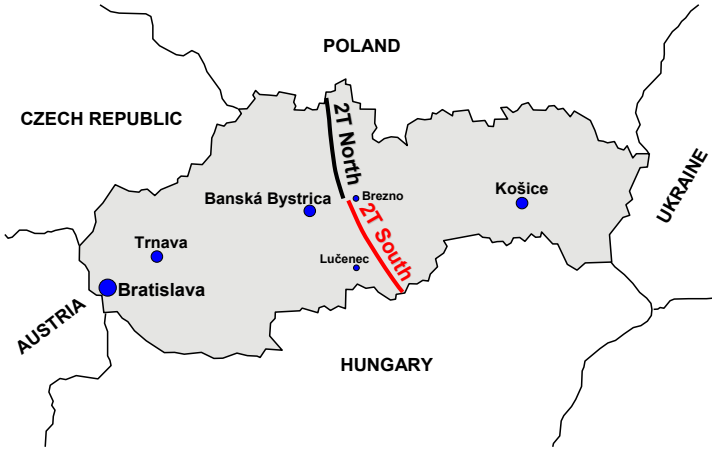 POLAND
CZECH REPUBLIC
2T North
UKRAINE
Banská Bystrica
Brezno
Košice
2T South
Trnava
Lučenec
Bratislava
AUSTRIA
HUNGARY